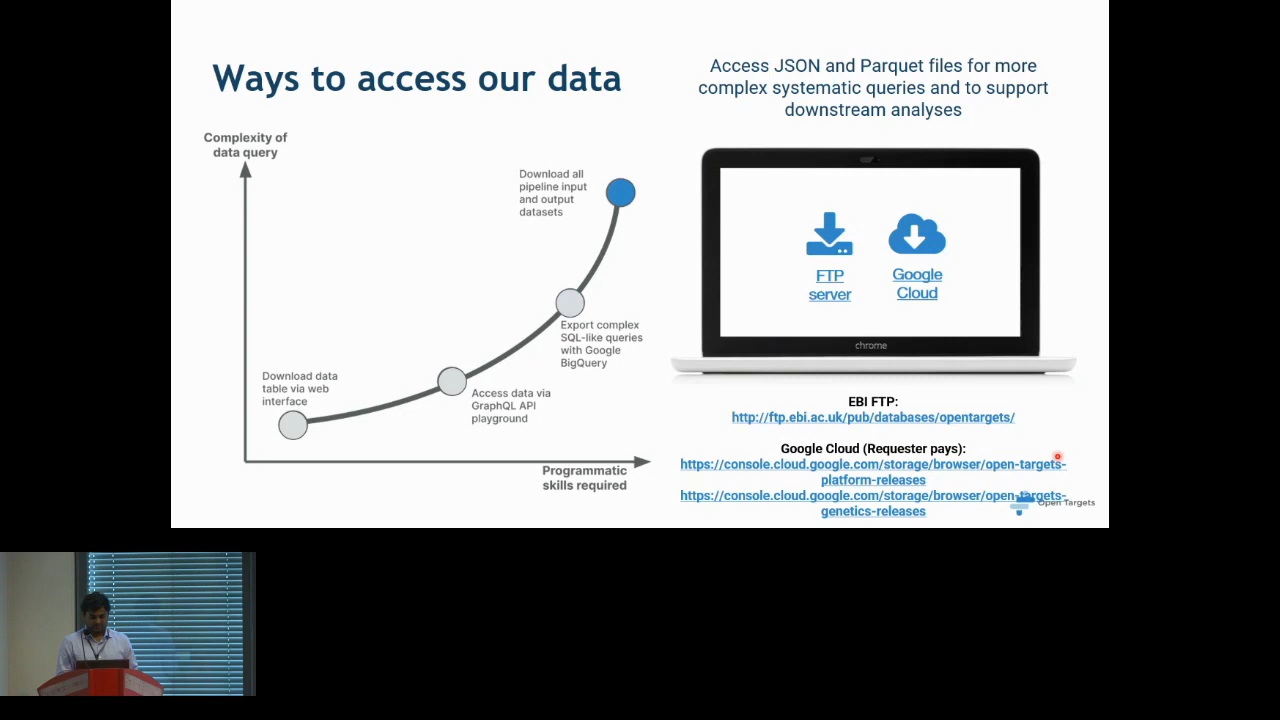 Ways to access our data
Complexity of
data query
Download all
pipeline input
and output
datasets
Export complex
SQL-like queries
with Google
BigQuery
Download data
table via web
interface
Access data via
GraphQL API
playground
Programmatic
skills required
Access JSON and Parquet files for more
complex systematic queries and to support
downstream analyses
FTP
server
Google
Cloud
chrome
EBI FTP:
http://ftp.ebi.ac.uk/pub/databases/opentargets/
Google Cloud (Requester pays):
https://console.cloud.google.com/storage/browser/open-targets-
platform-releases
https://console.cloud.google.com/storage/browser/open-targets-
genetics-releases
Open Targets